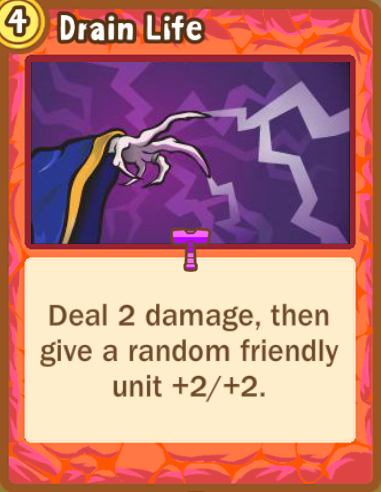 4 Drain Life
Deal 2 damage, then
give a random friendly
unit +2/+2.